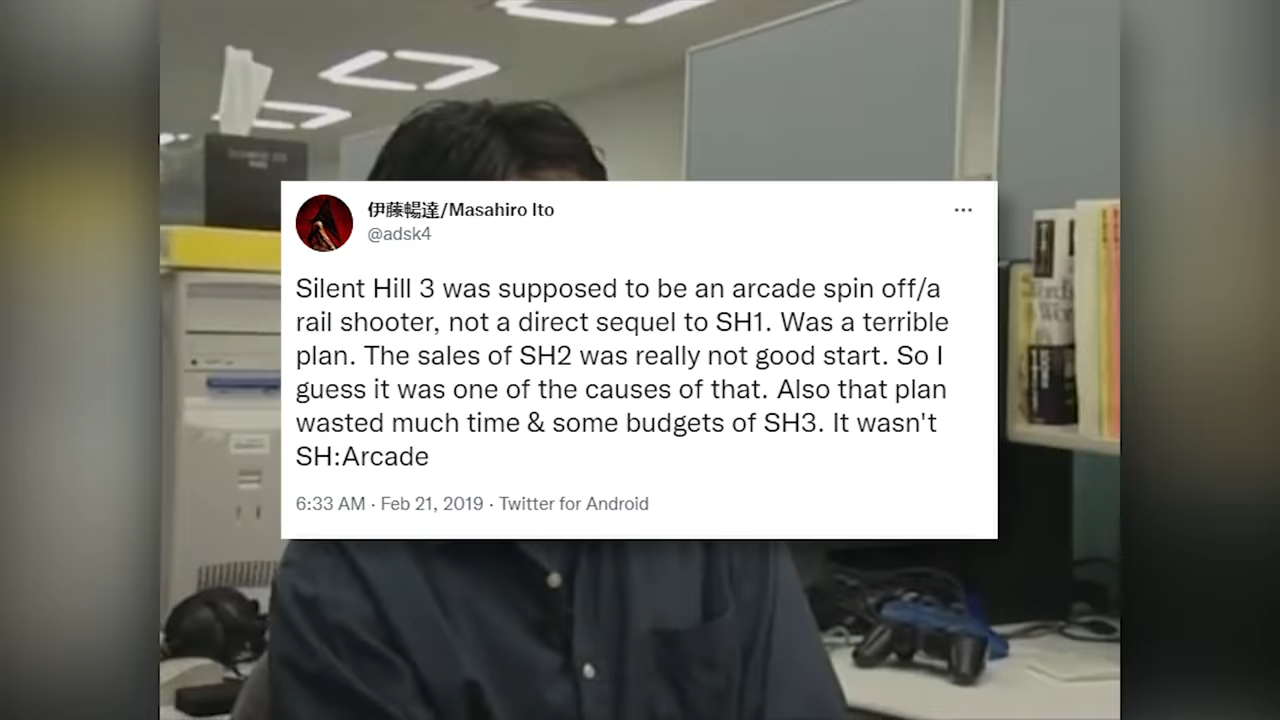 伊藤暢達/Masahiro Ito
@adsk4
Silent Hill 3 was supposed to be an arcade spin off/a
rail shooter, not a direct sequel to SH1. Was a terrible
plan. The sales of SH2 was really not good start. So I
guess it was one of the causes of that. Also that plan
wasted much time & some budgets of SH3. It wasn't
SH:Arcade
6:33 AM · Feb 21, 2019 · Twitter for Android